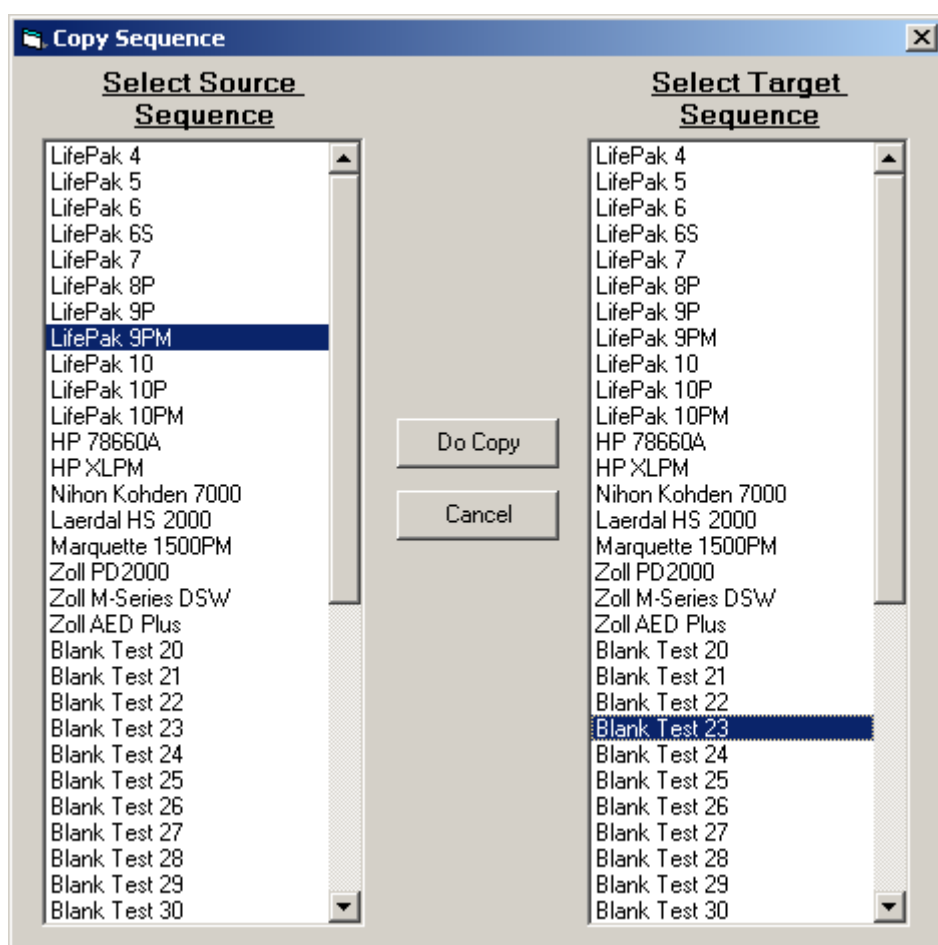 Copy Sequence
Select Source
Sequence
LifePak 4
LifePak 5
LifePak 6
LifePak 6S
LifePak 7
LifePak 8P
LifePak 9P
LifePak 9PM
LifePak 10
LifePak 10P
LifePak 10PM
HP 78660A
HP XLPM
Nihon Kohden 7000
Laerdal HS 2000
Marquette 1500PM
Zoll PD2000
Zoll M-Series DSW
Zoll AED Plus
Blank Test 20
Blank Test 21
Blank Test 22
Blank Test 23
Blank Test 24
Blank Test 25
Blank Test 26
Blank Test 27
Blank Test 28
Blank Test 29
Blank Test 30
Do Copy
Cancel
Select Target
Sequence
LifePak 4
LifePak 5
LifePak 6
LifePak 6S
LifePak 7
LifePak 8P
LifePak 9P
LifePak 9PM
LifePak 10
LifePak 10P
LifePak 10PM
HP 78660A
HP XLPM
Nihon Kohden 7000
Laerdal HS 2000
Marquette 1500PM
Zoll PD2000
Zoll M-Series DSW
Zoll AED Plus
Blank Test 20
Blank Test 21
Blank Test 22
Blank Test 23
Blank Test 24
Blank Test 25
Blank Test 26
Blank Test 27
Blank Test 28
Blank Test 29
Blank Test 30